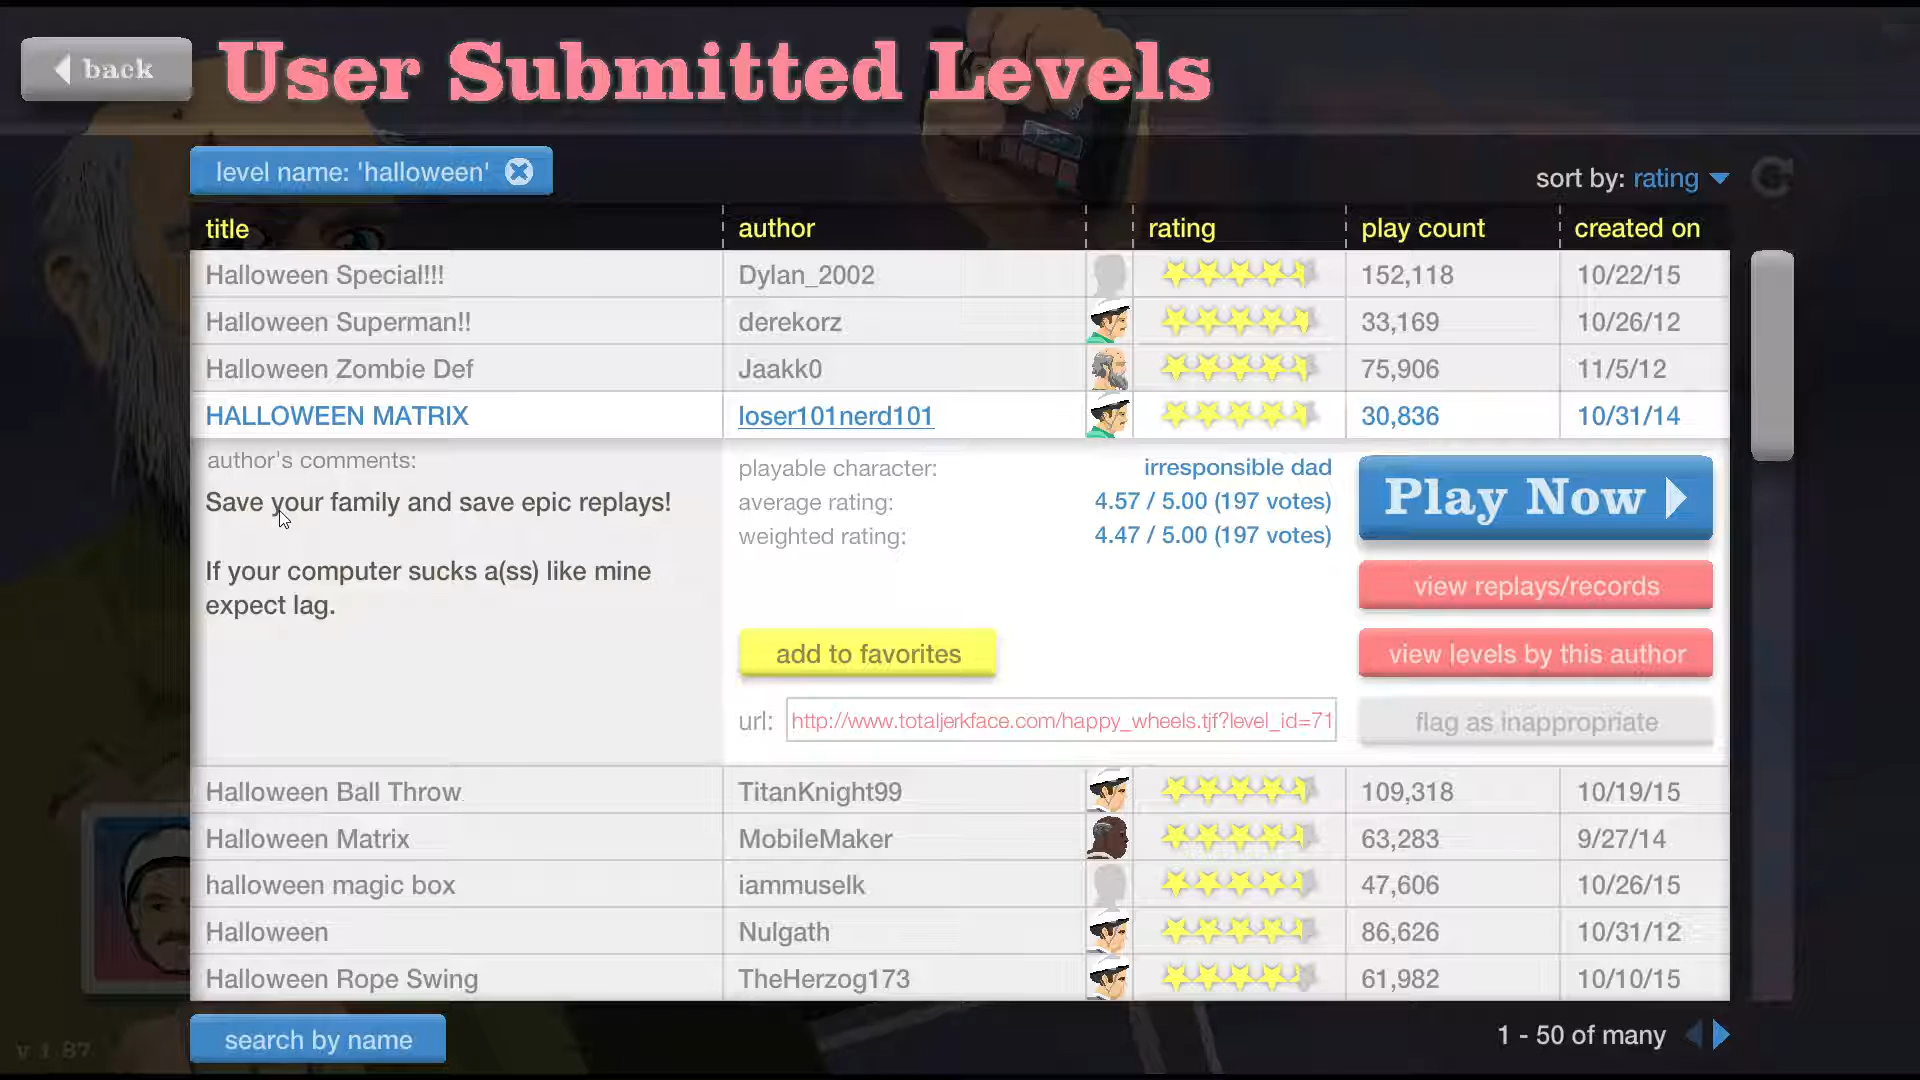 back
User Submitted Levels
level name: 'halloween'
sort by: rating
title author rating play count created on
Halloween Special!!! Dylan_2002 152,118 10/22/15
Halloween Superman!! derekorz 33,169 10/26/12
Halloween Zombie Def Jaakk0 75,906 11/5/12
HALLOWEEN MATRIX loser101nerd101 30,836 10/31/14
author's comments:
Save your family and save epic replays!
If your computer sucks a(ss) like mine
expect lag.
playable character: irresponsible dad
average rating: 4.57 / 5.00 (197 votes)
weighted rating: 4.47 / 5.00 (197 votes)
add to favorites
url: http://www.totaljerkface.com/happy_wheels.tjf?level_id=71
Play Now
view replays/records
view levels by this author
flag as inappropriate
Halloween Ball Throw TitanKnight99 109,318 10/19/15
Halloween Matrix MobileMaker 63,283 9/27/14
halloween magic box iammuselk 47,606 10/26/15
Halloween Nulgath 86,626 10/31/12
Halloween Rope Swing TheHerzog173 61,982 10/10/15
search by name
1 - 50 of many
v 1.87